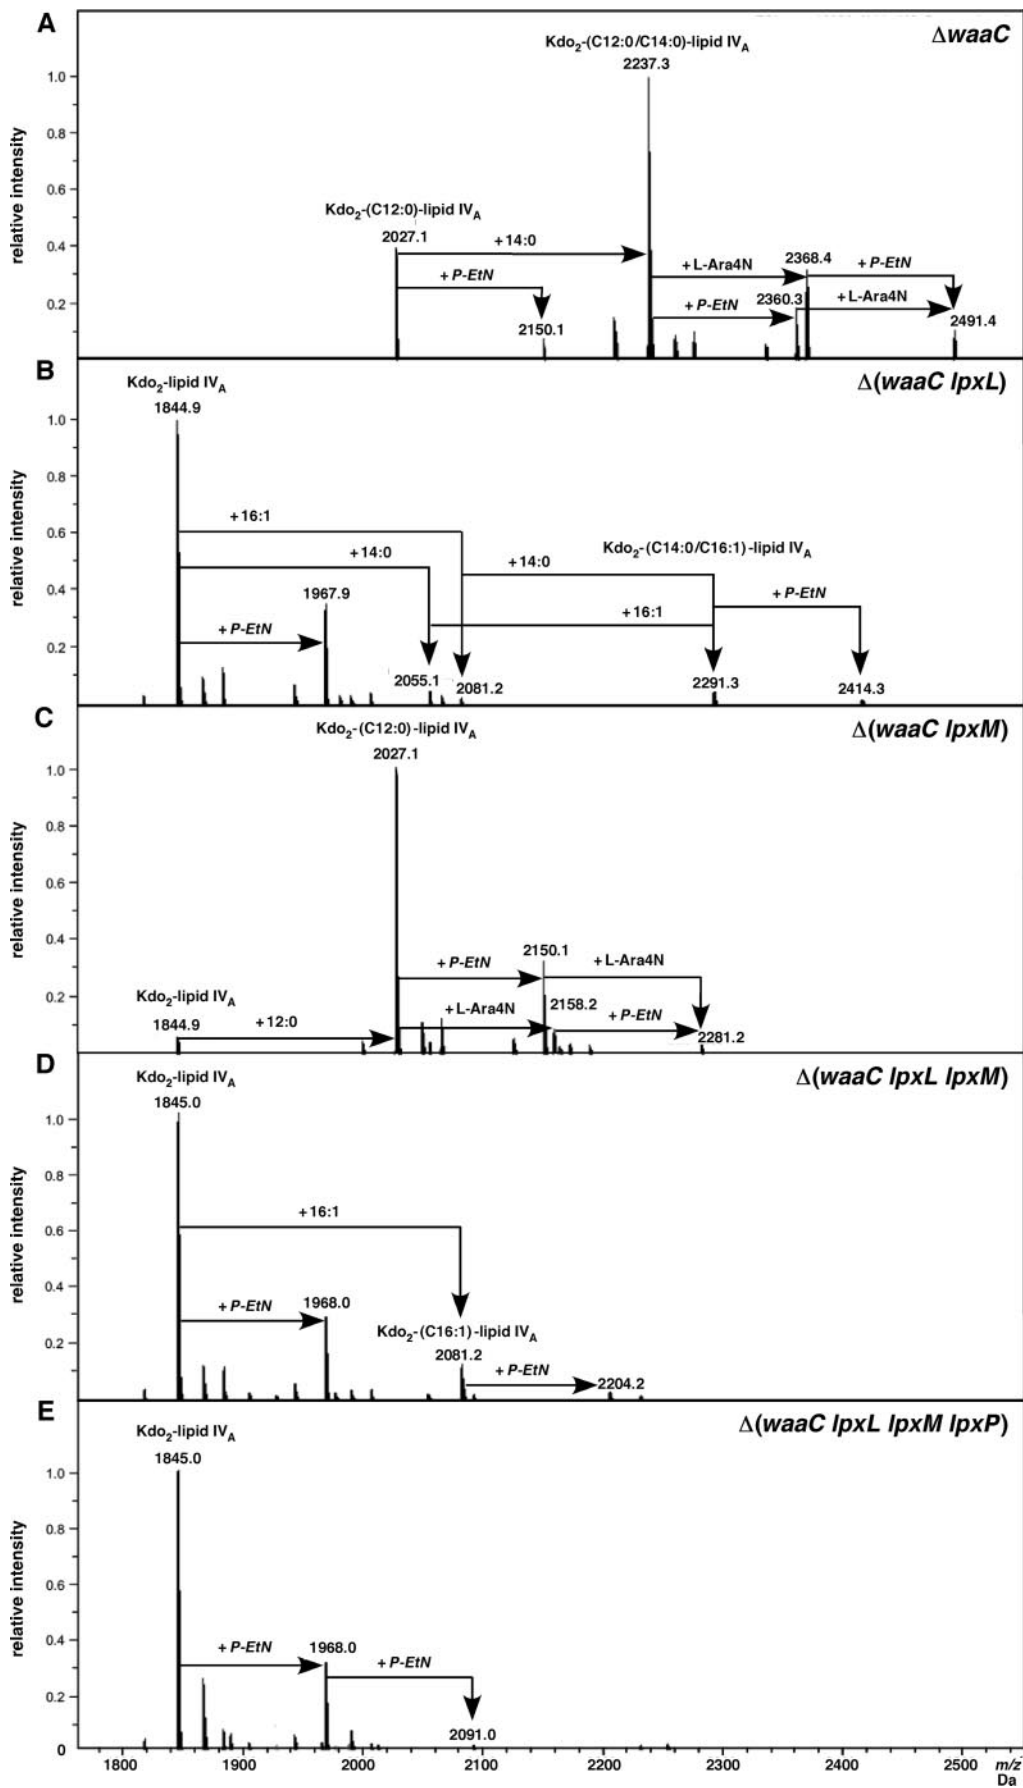 A
ΔwaaC
Kdo2-(C12:0/C14:0)-lipid IVA
2237.3
1.0
0.8
0.6
0.4
0.2
relative intensity
Kdo2-(C12:0)-lipid IVA
2027.1
+14:0
+ P-EtN
2150.1
+ L-Ara4N
2368.4
+ P-EtN
+ P-EtN
2360.3
+ L-Ara4N
2491.4
B
Δ(waaC lpxL)
Kdo2-lipid IVA
1844.9
1.0
0.8
0.6
0.4
0.2
relative intensity
+16:1
+14:0
+14:0
Kdo2-(C14:0/C16:1)-lipid IVA
+ P-EtN
1967.9
+16:1
+ P-EtN
2055.1
2081.2
2291.3
2414.3
C
Δ(waaC lpxM)
Kdo2-(C12:0)-lipid IVA
2027.1
1.0
0.8
0.6
0.4
0.2
relative intensity
+ P-EtN
2150.1
+ L-Ara4N
Kdo2-lipid IVA
1844.9
+12:0
+ L-Ara4N
2158.2
+ P-EtN
2281.2
D
Δ(waaC lpxL lpxM)
Kdo2-lipid IVA
1845.0
1.0
0.8
0.6
0.4
0.2
relative intensity
+16:1
+ P-EtN
1968.0
Kdo2-(C16:1)-lipid IVA
2081.2
+ P-EtN
2204.2
E
Δ(waaC lpxL lpxM lpxP)
Kdo2-lipid IVA
1845.0
1.0
0.8
0.6
0.4
0.2
0
relative intensity
+ P-EtN
1968.0
+ P-EtN
2091.0
1800
1900
2000
2100
2200
2300
2400
2500
m/z
Da